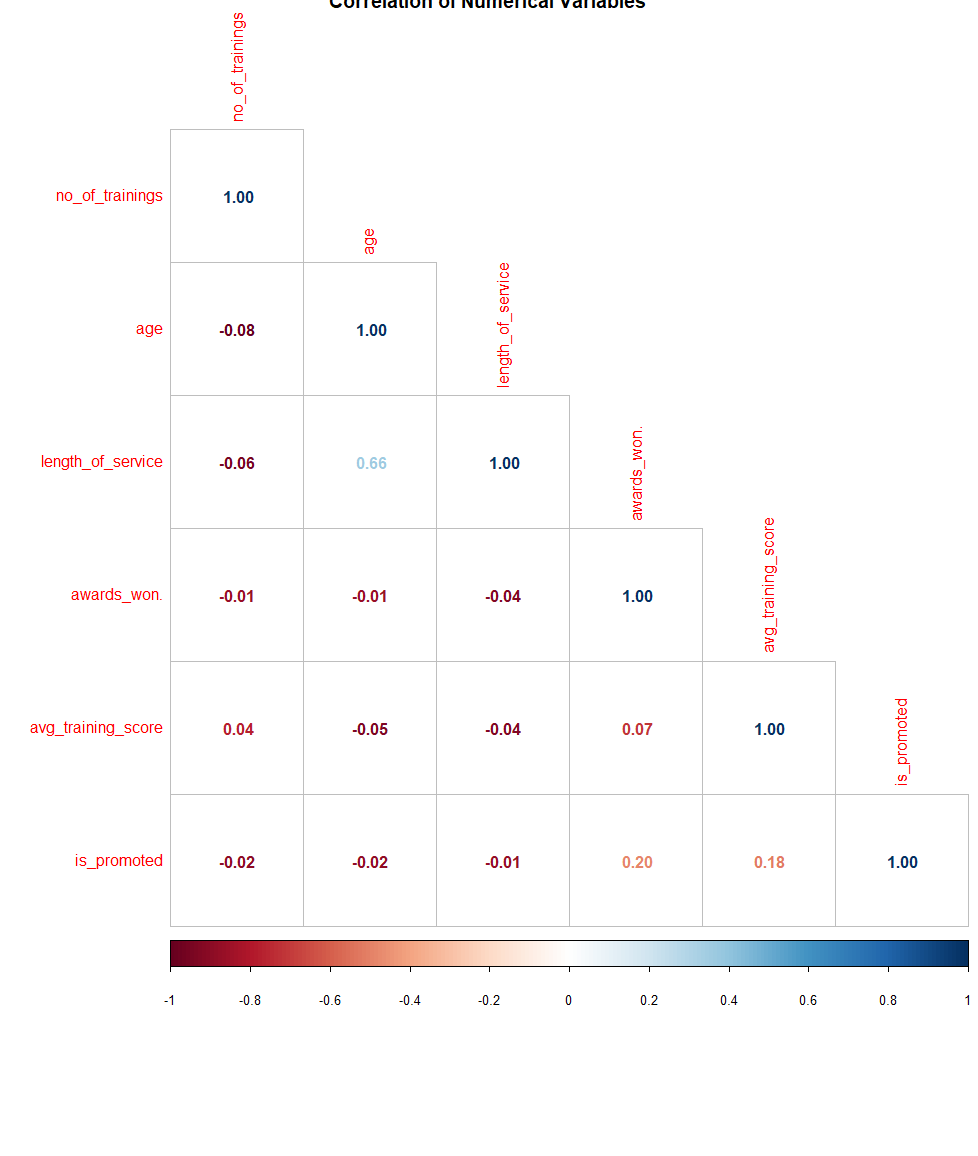 Correlation of Numerical Variables
no_of_trainings
no_of_trainings 1.00
age
age -0.08 1.00
length_of_service
length_of_service -0.06 0.66 1.00
awards_won.
awards_won. -0.01 -0.01 -0.04 1.00
avg_training_score
avg_training_score 0.04 -0.05 -0.04 0.07 1.00
is_promoted
is_promoted -0.02 -0.02 -0.01 0.20 0.18 1.00
-1 -0.8 -0.6 -0.4 -0.2 0 0.2 0.4 0.6 0.8 1